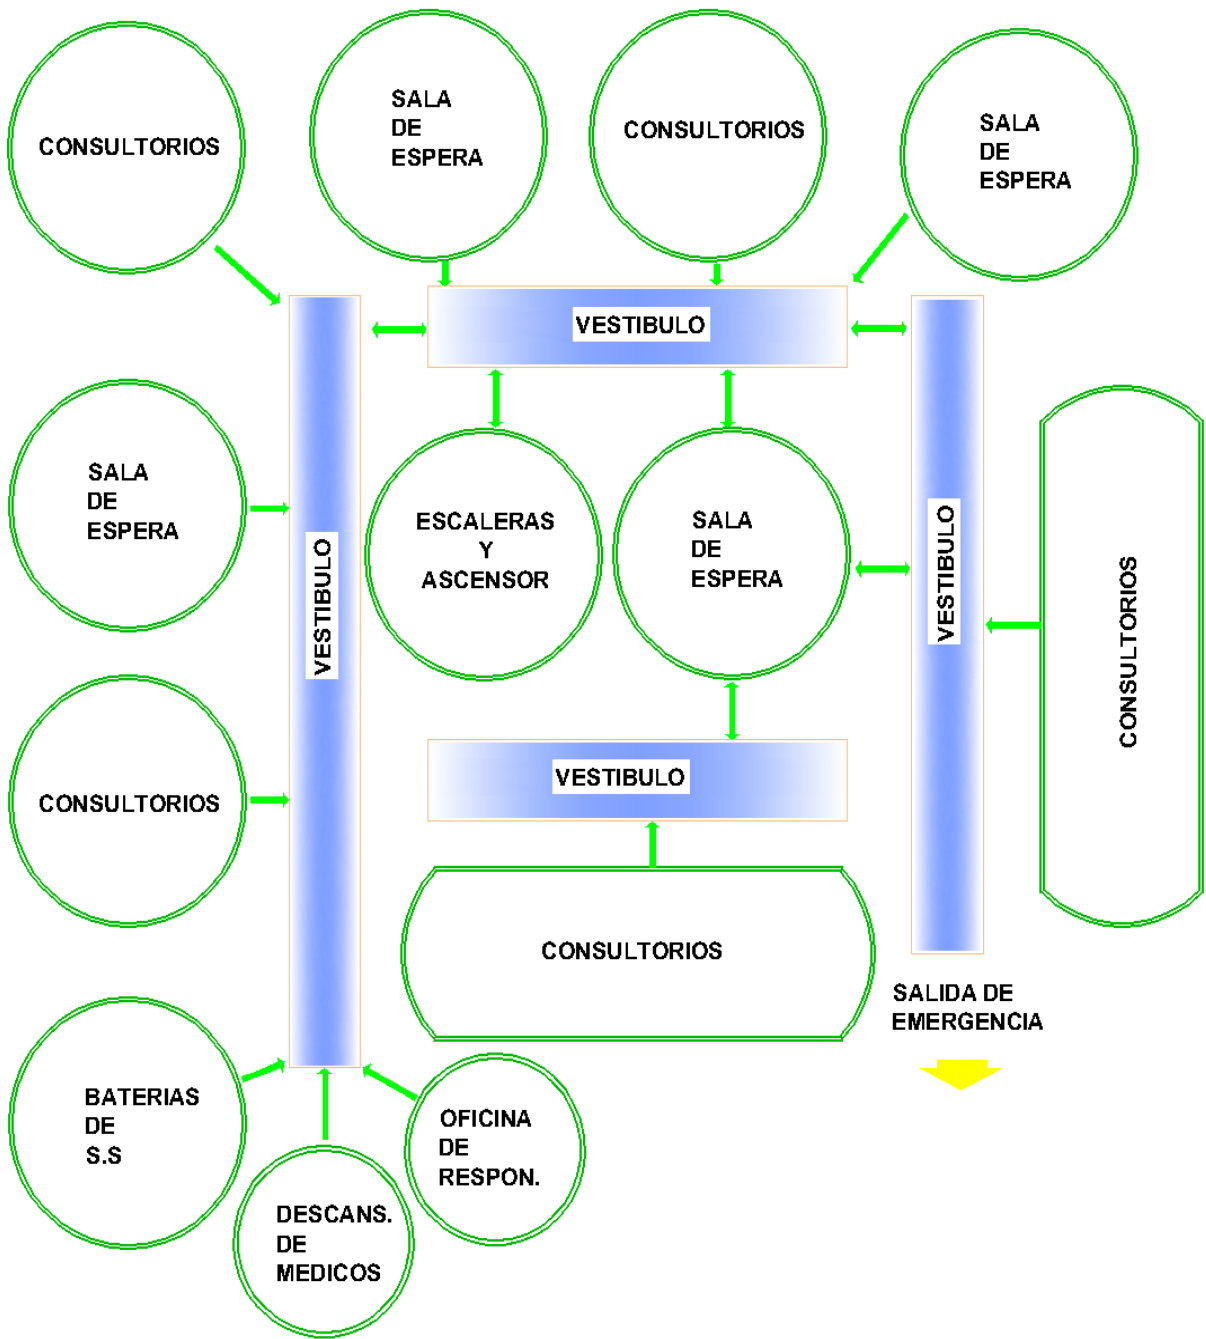 CONSULTORIOS
SALA
DE
ESPERA
CONSULTORIOS
SALA
DE
ESPERA
VESTIBULO
SALA
DE
ESPERA
VESTIBULO
ESCALERAS
Y
ASCENSOR
SALA
DE
ESPERA
VESTIBULO
CONSULTORIOS
CONSULTORIOS
VESTIBULO
CONSULTORIOS
SALIDA DE
EMERGENCIA
BATERIAS
DE
S.S
DESCANS.
DE
MEDICOS
OFICINA
DE
RESPON.